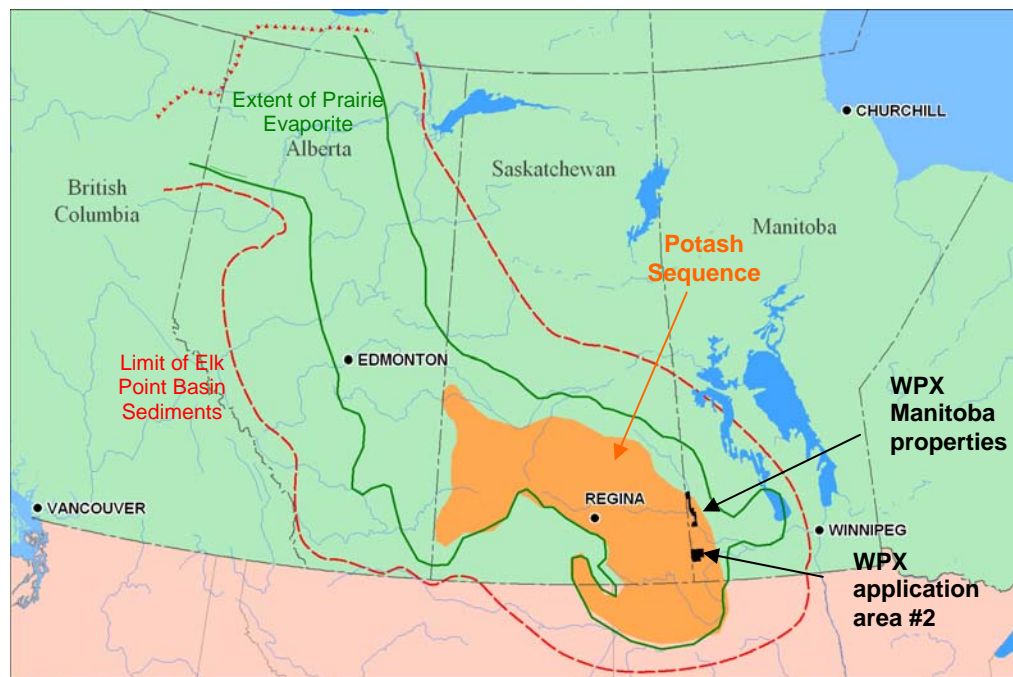 Extent of Prairie
Evaporite
Alberta
CHURCHILL
British
Columbia
Saskatchewan
Manitoba
Potash
Sequence
Limit of Elk
Point Basin
Sediments
EDMONTON
WPX
Manitoba
properties
VANCOUVER
REGINA
WINNIPEG
WPX
application
area #2